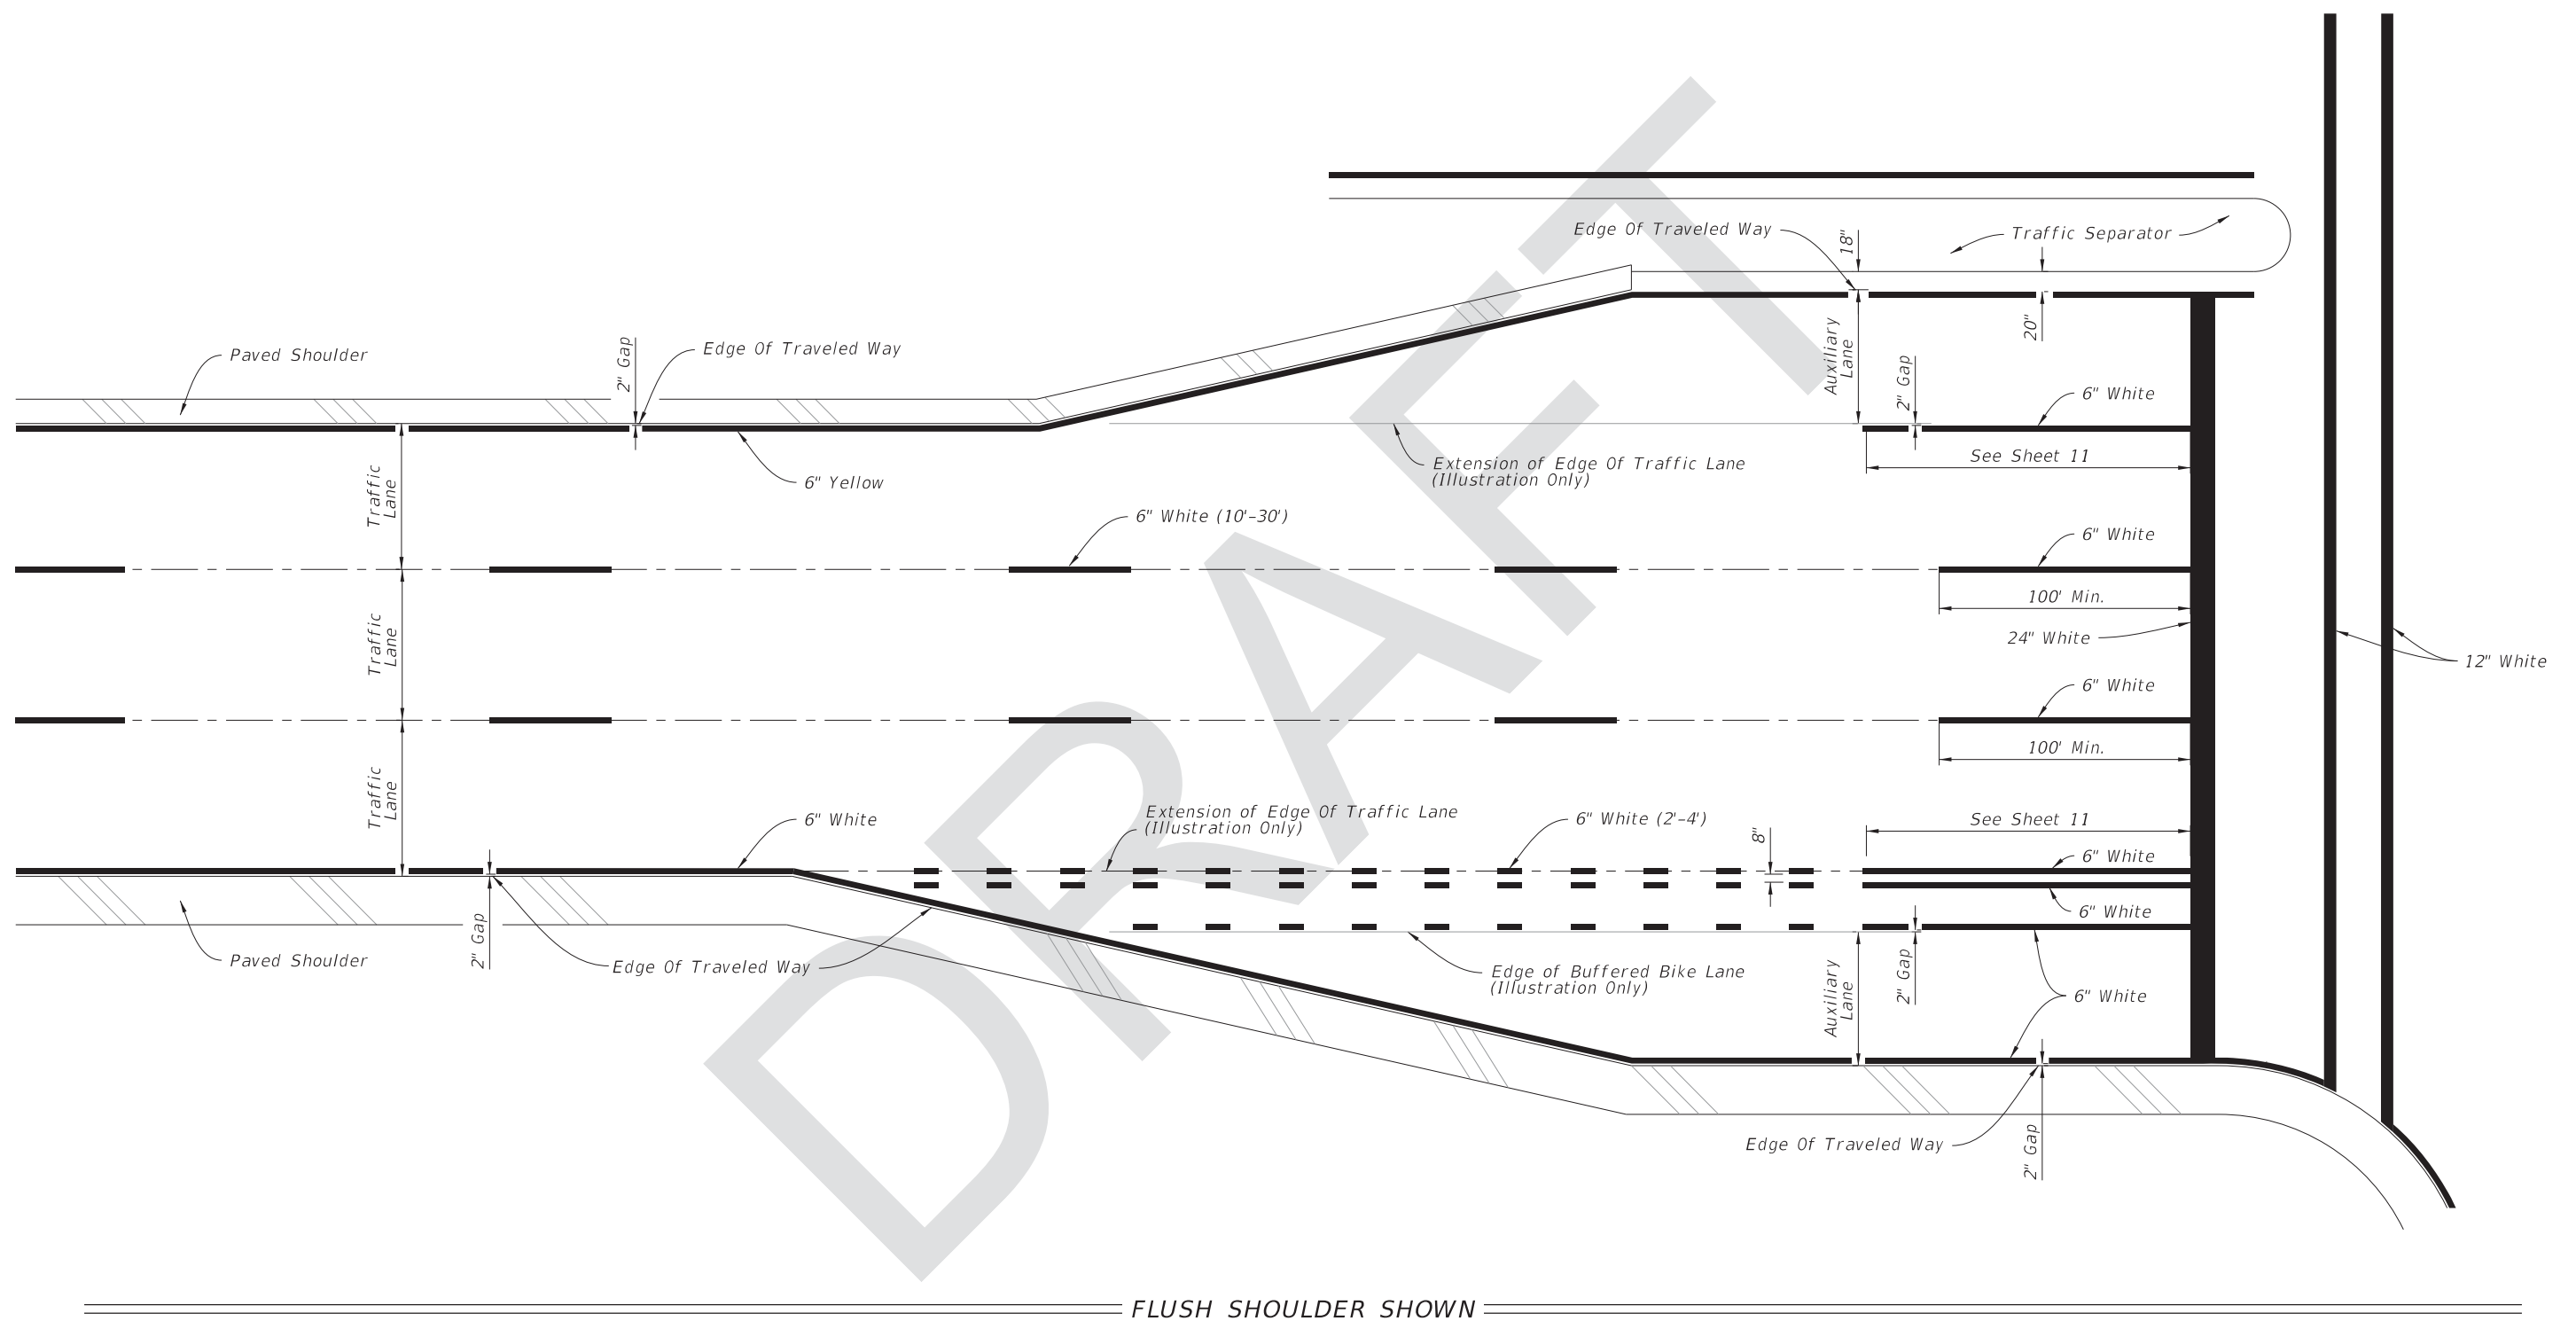 Edge Of Traveled Way
18"
Traffic Separator
Paved Shoulder
2" Gap
Edge Of Traveled Way
20"
Auxiliary
Lane
2" Gap
6" White
6" Yellow
Extension of Edge Of Traffic Lane
(Illustration Only)
See Sheet 11
Traffic
Lane
6" White (10'-30')
6" White
100' Min.
24" White
Traffic
Lane
12" White
6" White
100' Min.
Traffic
Lane
6" White
Extension of Edge Of Traffic Lane
(Illustration Only)
6" White (2'-4')
8"
See Sheet 11
6" White
6" White
Paved Shoulder
2" Gap
Edge Of Traveled Way
Edge of Buffered Bike Lane
(Illustration Only)
Auxiliary
Lane
2" Gap
6" White
Edge Of Traveled Way
2" Gap
DRAFT
FLUSH SHOULDER SHOWN